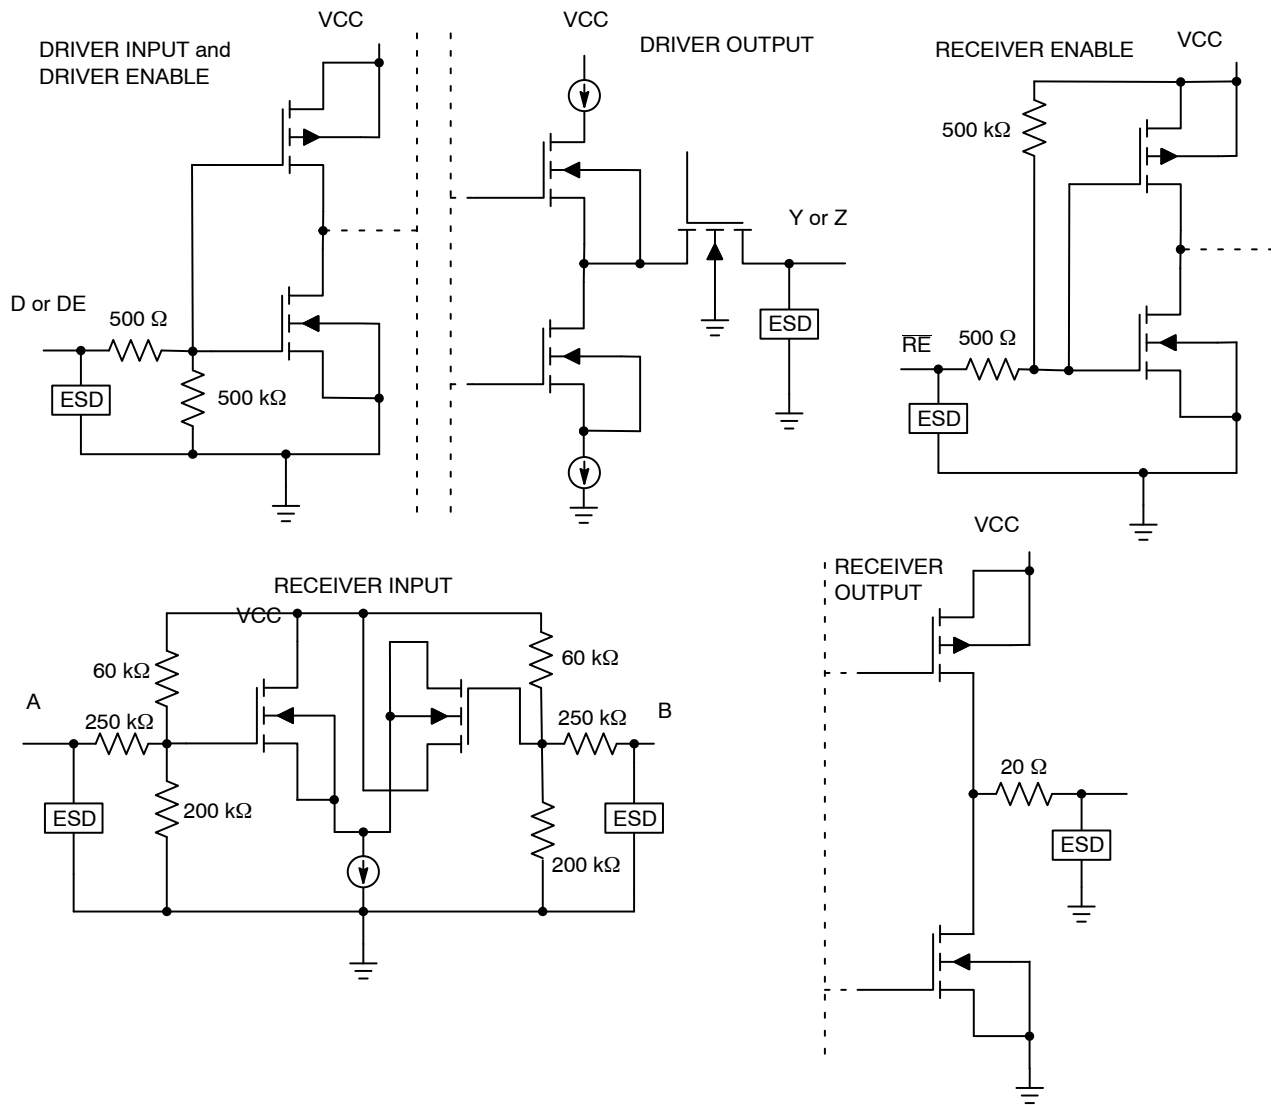 DRIVER INPUT and
DRIVER ENABLE
VCC
D or DE
500 Ω
500 kΩ
ESD
VCC
DRIVER OUTPUT
Y or Z
ESD
RECEIVER ENABLE
VCC
500 kΩ
R̅E̅
500 Ω
ESD
RECEIVER INPUT
VCC
60 kΩ
60 kΩ
A
250 kΩ
250 kΩ
B
ESD
200 kΩ
200 kΩ
ESD
VCC
RECEIVER
OUTPUT
20 Ω
ESD